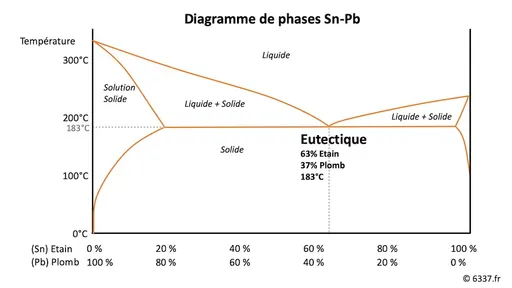 Diagramme de phases Sn-Pb
Température
300°C
Liquide
Solution
Solide
Liquide + Solide
200°C
Liquide + Solide
183°C
Eutectique
Solide
63% Etain
37% Plomb
183°C
100°C
0°C
(Sn) Etain 0 % 20 % 40 % 60 % 80 % 100 %
(Pb) Plomb 100 % 80 % 60 % 40 % 20 % 0 %
© 6337.fr